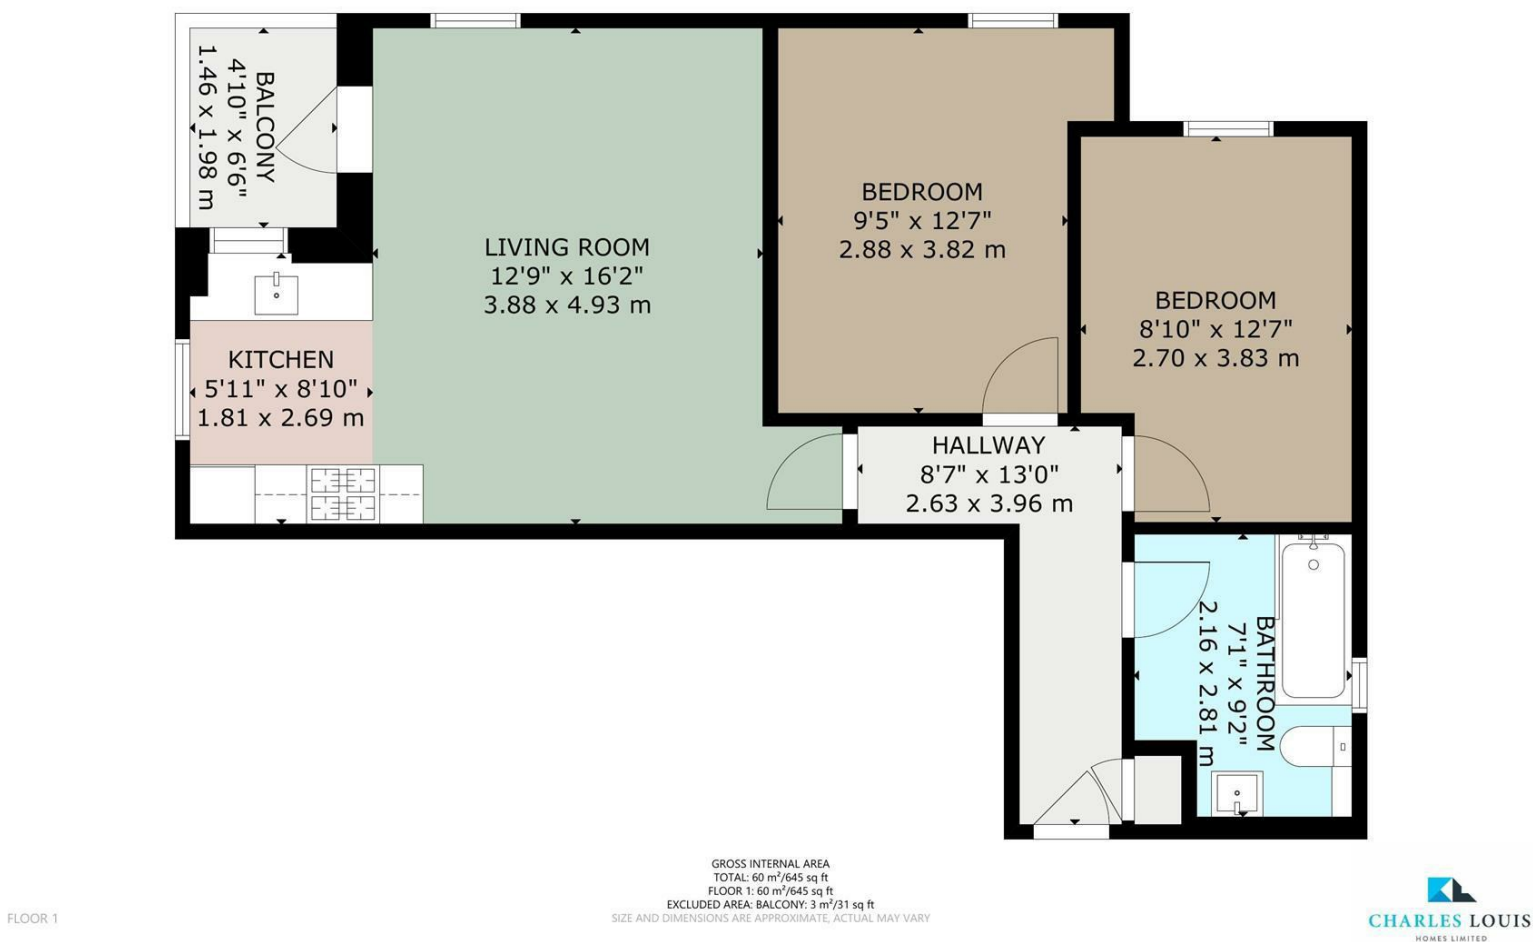 BALCONY
4'10" x 6'6"
1.46 x 1.98 m
LIVING ROOM
12'9" x 16'2"
3.88 x 4.93 m
BEDROOM
9'5" x 12'7"
2.88 x 3.82 m
BEDROOM
8'10" x 12'7"
2.70 x 3.83 m
KITCHEN
5'11" x 8'10"
1.81 x 2.69 m
HALLWAY
8'7" x 13'0"
2.63 x 3.96 m
BATHROOM
7'1" x 9'2"
2.16 x 2.81 m
GROSS INTERNAL AREA
TOTAL: 60 m²/645 sq ft
FLOOR 1: 60 m²/645 sq ft
EXCLUDED AREA: BALCONY: 3 m²/31 sq ft
SIZE AND DIMENSIONS ARE APPROXIMATE, ACTUAL MAY VARY
FLOOR 1
CHARLES LOUIS
HOMES LIMITED